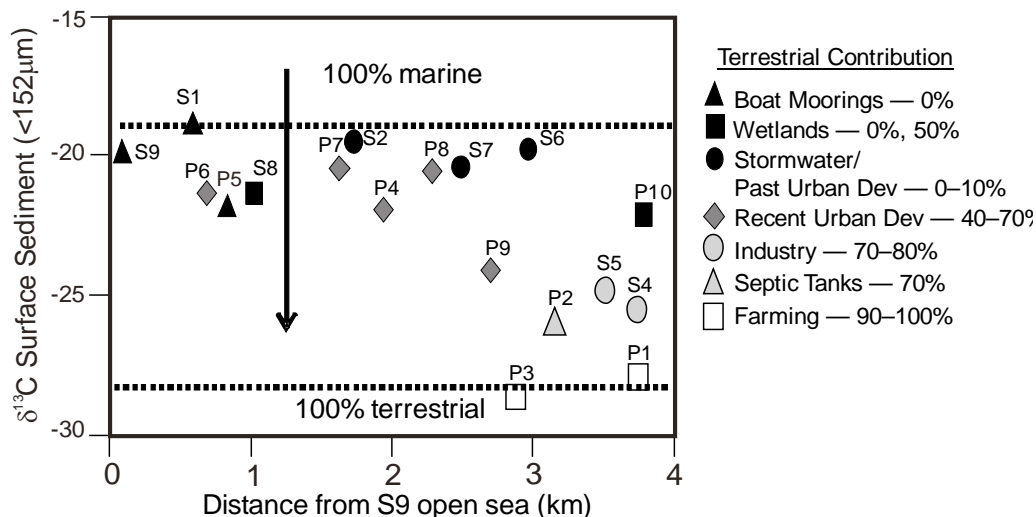 δ¹³C Surface Sediment (<152µm)
-15
-20
-25
-30
100% marine
S1
S9
P6
P5
S8
P7
S2
P4
P8
S7
S6
P9
P10
S5
S4
P2
P1
P3
100% terrestrial
0
1
2
3
4
Distance from S9 open sea (km)
Terrestrial Contribution
Boat Moorings — 0%
Wetlands — 0%, 50%
Stormwater/
Past Urban Dev — 0–10%
Recent Urban Dev — 40–70%
Industry — 70–80%
Septic Tanks — 70%
Farming — 90–100%